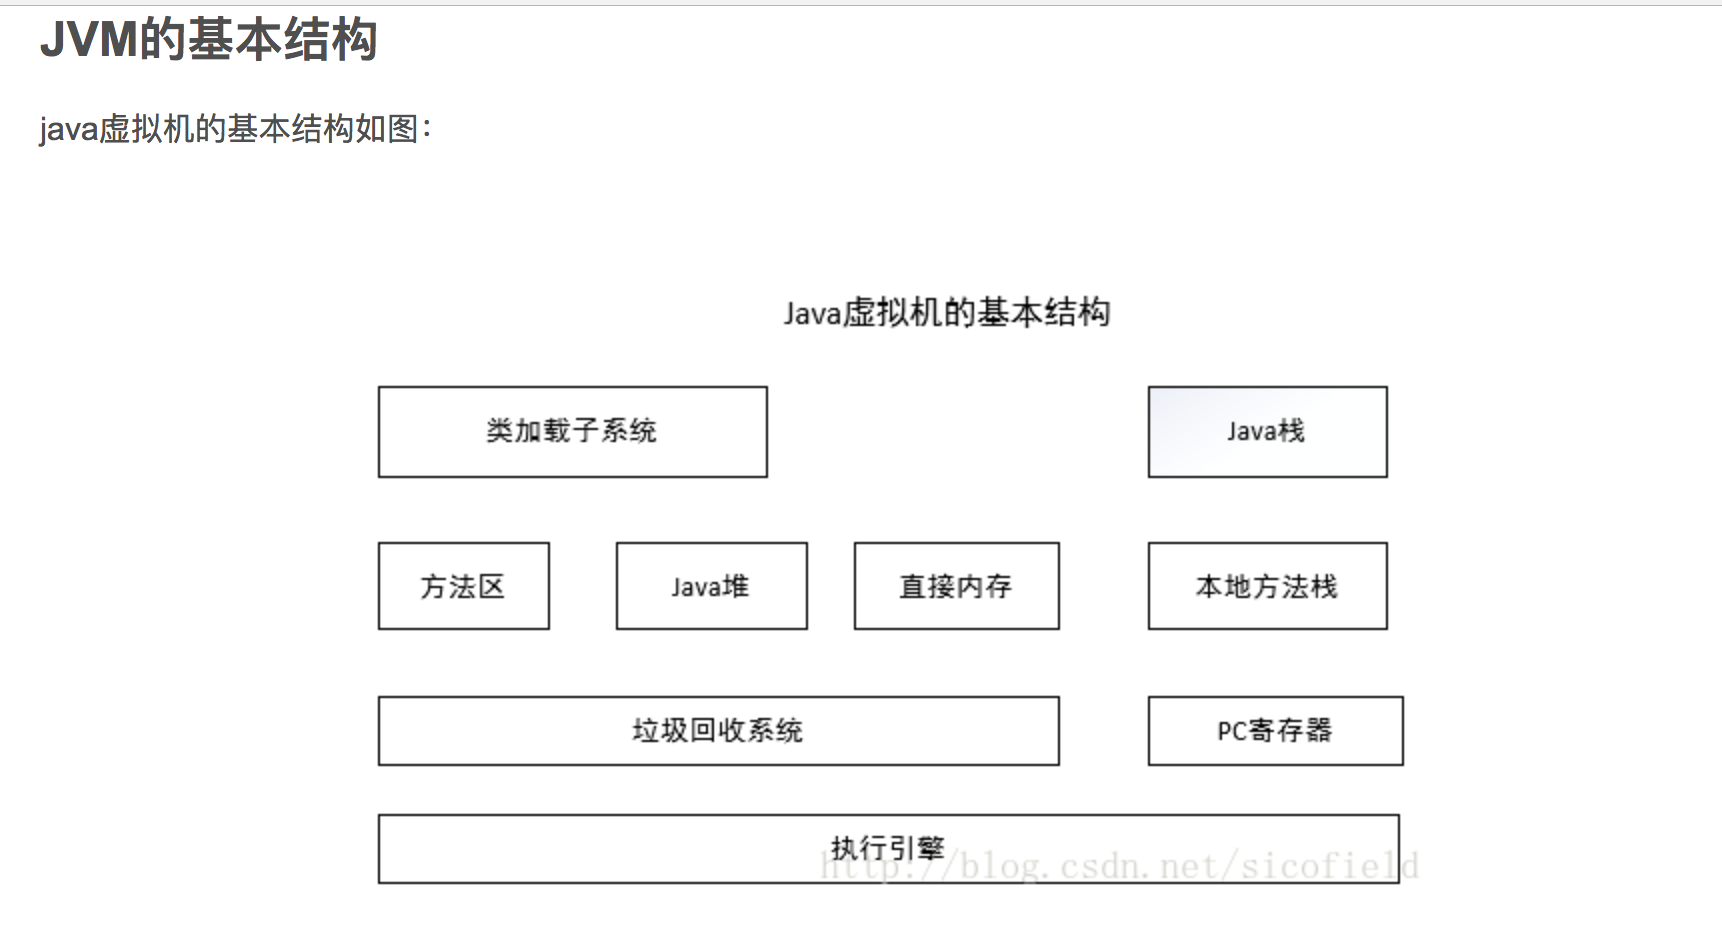 JVM的基本结构
java虚拟机的基本结构如图：
Java虚拟机的基本结构
类加载子系统
Java栈
方法区
Java堆
直接内存
本地方法栈
垃圾回收系统
PC寄存器
执行引擎
http://blog.csdn.net/sicofield